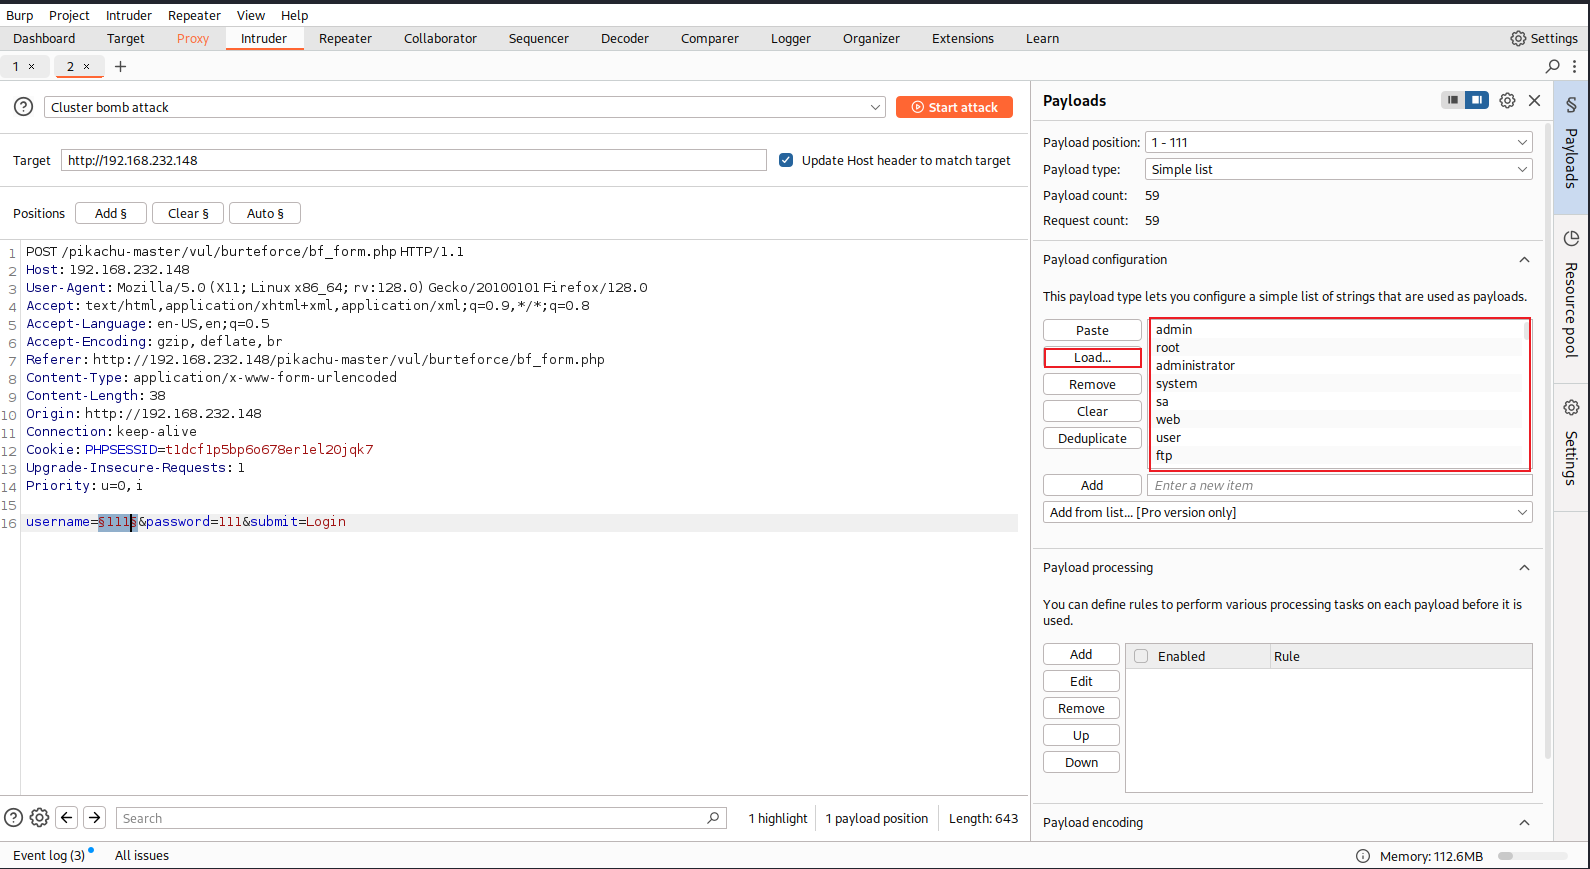 Burp Project Intruder Repeater View Help
Dashboard Target Proxy Intruder Repeater Collaborator Sequencer Decoder Comparer Logger Organizer Extensions Learn Settings
1 × 2 × +
Cluster bomb attack Start attack
Target http://192.168.232.148 Update Host header to match target
Positions Add § Clear § Auto §
1 POST /pikachu-master/vul/burteforce/bf_form.php HTTP/1.1
2 Host: 192.168.232.148
3 User-Agent: Mozilla/5.0 (X11; Linux x86_64; rv:128.0) Gecko/20100101 Firefox/128.0
4 Accept: text/html,application/xhtml+xml,application/xml;q=0.9,*/*;q=0.8
5 Accept-Language: en-US,en;q=0.5
6 Accept-Encoding: gzip, deflate, br
7 Referer: http://192.168.232.148/pikachu-master/vul/burteforce/bf_form.php
8 Content-Type: application/x-www-form-urlencoded
9 Content-Length: 38
10 Origin: http://192.168.232.148
11 Connection: keep-alive
12 Cookie: PHPSESSID=t1dcf1p5bp6o678er1el20jqk7
13 Upgrade-Insecure-Requests: 1
14 Priority: u=0, i
15
16 username=§111§&password=111&submit=Login
Search 1 highlight 1 payload position Length: 643
Payloads
Payload position: 1 - 111
Payload type: Simple list
Payload count: 59
Request count: 59
Payload configuration
This payload type lets you configure a simple list of strings that are used as payloads.
Paste
Load...
Remove
Clear
Deduplicate
admin
root
administrator
system
sa
web
user
ftp
Add Enter a new item
Add from list... [Pro version only]
Payload processing
You can define rules to perform various processing tasks on each payload before it is
used.
Add
Edit
Remove
Up
Down
Enabled Rule
Payload encoding
§ Payloads
Resource pool
Settings
Event log (3) All issues Memory: 112.6MB